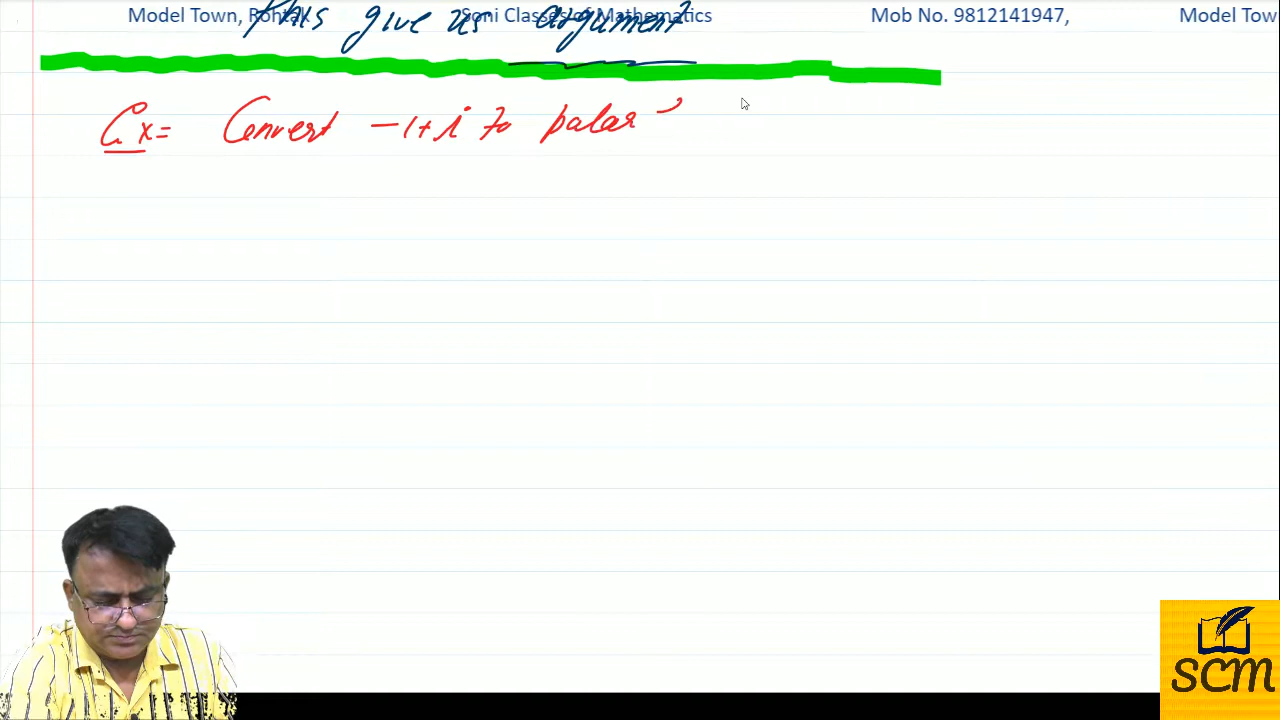 Model Town, Rohtak Soni Classes of Mathematics Mob No. 9812141947, Model Tow
This give us argument
Ex= Convert -1+i to polar
SCM